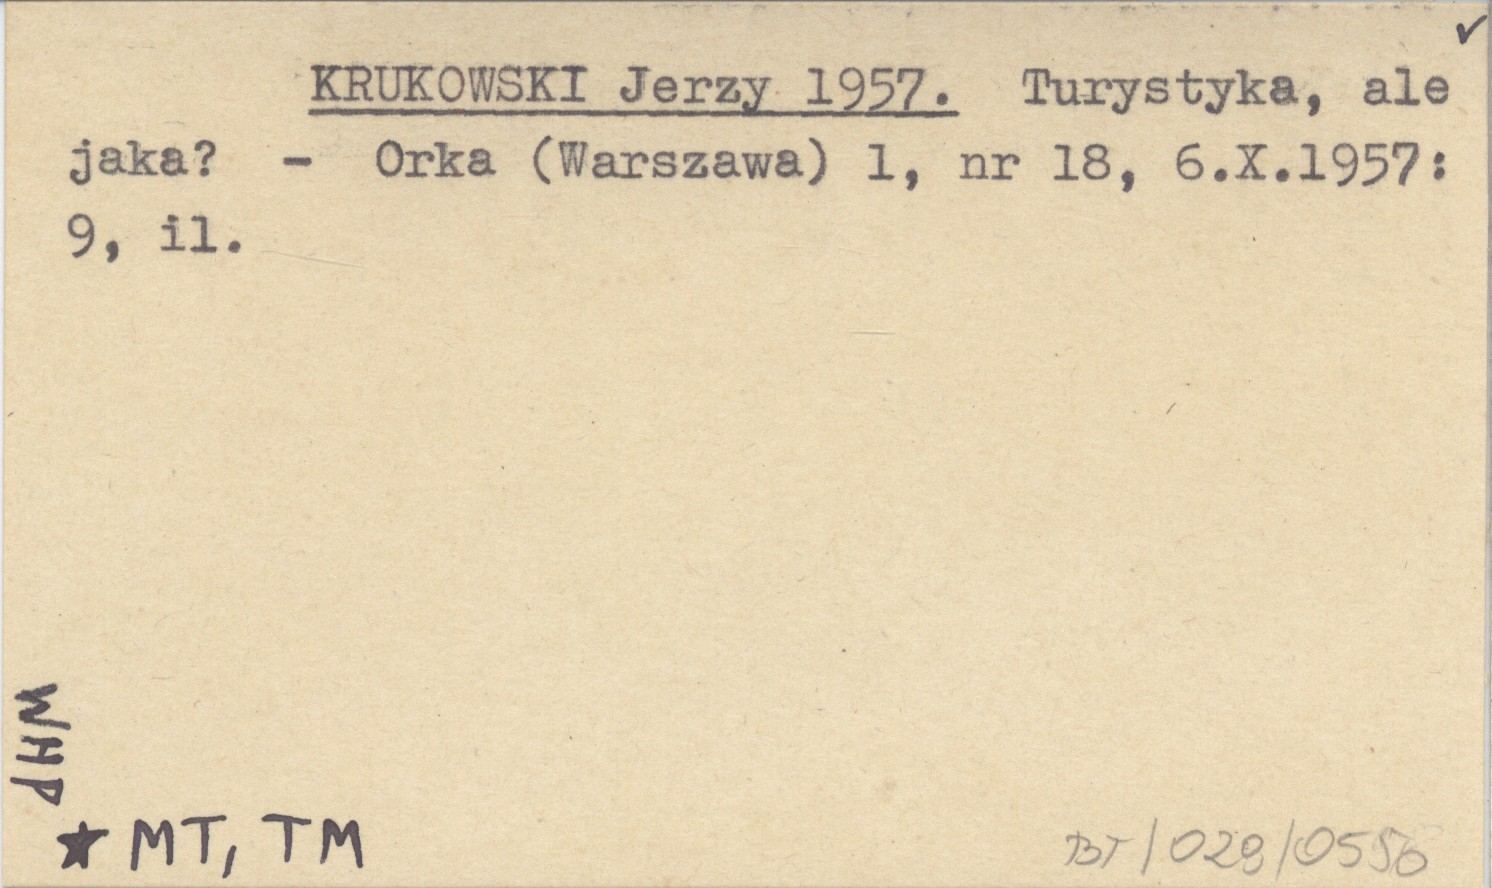 KRUKOWSKI Jerzy 1957. Turystyka, ale
jaka? - Orka (Warszawa) 1, nr 18, 6.X.1957:
9, il.
WHP
★ MT, TM
BT/029/0556